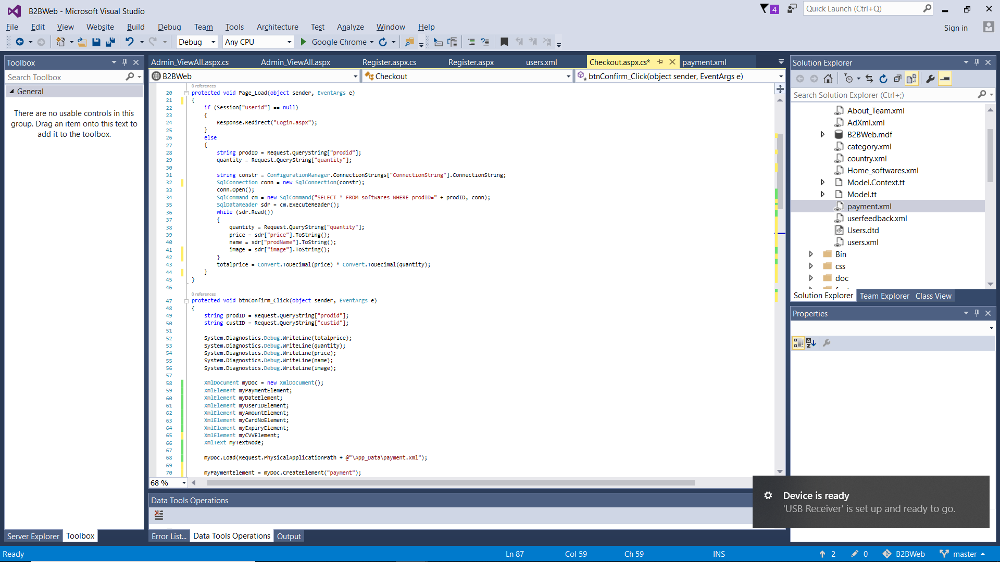 B2BWeb - Microsoft Visual Studio
4
Quick Launch (Ctrl+Q)
File Edit View Website Build Debug Team Tools Architecture Test Analyze Window Help
Sign in
Debug Any CPU Google Chrome
Toolbox
Search Toolbox
General
There are no usable controls in this
group. Drag an item onto this text to
add it to the toolbox.
Server Explorer Toolbox
Admin_ViewAll.aspx.cs Admin_ViewAll.aspx Register.aspx.cs Register.aspx users.xml Checkout.aspx.cs* payment.xml
B2BWeb Checkout btnConfirm_Click(object sender, EventArgs e)
0 references
20 protected void Page_Load(object sender, EventArgs e)
21 {
22 if (Session["userid"] == null)
23 {
24 Response.Redirect("Login.aspx");
25 }
26 else
27 {
28 string prodID = Request.QueryString["prodid"];
29 quantity = Request.QueryString["quantity"];
30
31 string constr = ConfigurationManager.ConnectionStrings["ConnectionString"].ConnectionString;
32 SqlConnection conn = new SqlConnection(constr);
33 conn.Open();
34 SqlCommand cm = new SqlCommand("SELECT * FROM softwares WHERE prodID=" + prodID, conn);
35 SqlDataReader sdr = cm.ExecuteReader();
36 while (sdr.Read())
37 {
38 quantity = Request.QueryString["quantity"];
39 price = sdr["price"].ToString();
40 name = sdr["prodName"].ToString();
41 image = sdr["image"].ToString();
42 }
43 totalprice = Convert.ToDecimal(price) * Convert.ToDecimal(quantity);
44 }
45 }
46
0 references
47 protected void btnConfirm_Click(object sender, EventArgs e)
48 {
49 string prodID = Request.QueryString["prodid"];
50 string custID = Request.QueryString["custid"];
51
52 System.Diagnostics.Debug.WriteLine(totalprice);
53 System.Diagnostics.Debug.WriteLine(quantity);
54 System.Diagnostics.Debug.WriteLine(price);
55 System.Diagnostics.Debug.WriteLine(name);
56 System.Diagnostics.Debug.WriteLine(image);
57
58 XmlDocument myDoc = new XmlDocument();
59 XmlElement myPaymentElement;
60 XmlElement myDateElement;
61 XmlElement myUserIDElement;
62 XmlElement myAmountElement;
63 XmlElement myCardNoElement;
64 XmlElement myExpiryElement;
65 XmlElement myCVVElement;
66 XmlText myTextNode;
67
68 myDoc.Load(Request.PhysicalApplicationPath + @"\App_Data\payment.xml");
69
70 myPaymentElement = myDoc.CreateElement("payment");
68 %
Data Tools Operations
Error List... Data Tools Operations Output
Solution Explorer
Search Solution Explorer (Ctrl+;)
About_Team.xml
AdXml.xml
B2BWeb.mdf
category.xml
country.xml
Home_softwares.xml
Model.Context.tt
Model.tt
payment.xml
userfeedback.xml
Users.dtd
users.xml
Bin
css
doc
Solution Explorer Team Explorer Class View
Properties
Device is ready
'USB Receiver' is set up and ready to go.
Ready Ln 87 Col 59 Ch 59 INS 2 0 B2BWeb master